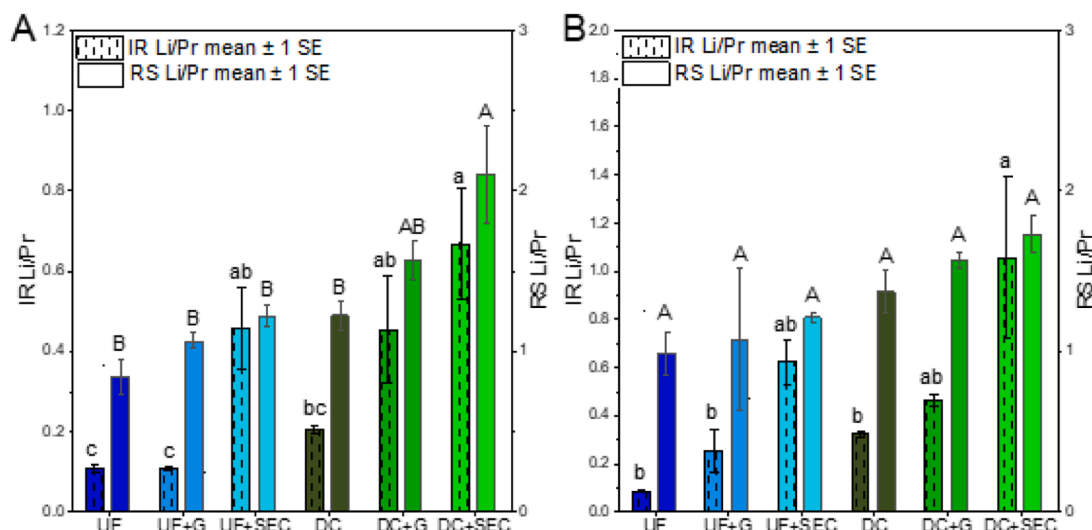 A
IR Li/Pr mean ± 1 SE
RS Li/Pr mean ± 1 SE
IR Li/Pr
1.2
1.0
0.8
0.6
0.4
0.2
0.0
c
B
c
B
ab
B
bc
B
ab
AB
a
A
UF
UF+G
UF+SEC
DC
DC+G
DC+SEC
3
2
1
0
RS Li/Pr
B
IR Li/Pr mean ± 1 SE
RS Li/Pr mean ± 1 SE
IR Li/Pr
2.0
1.8
1.6
1.4
1.2
1.0
0.8
0.6
0.4
0.2
0.0
b
A
b
A
ab
A
b
A
ab
A
a
A
UF
UF+G
UF+SEC
DC
DC+G
DC+SEC
3
2
1
0
RS Li/Pr